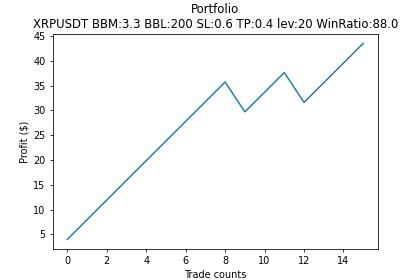 Portfolio
XRPUSDT BBM:3.3 BBL:200 SL:0.6 TP:0.4 lev:20 WinRatio:88.0
45
40
35
30
25
20
15
10
5
Profit ($)
0 2 4 6 8 10 12 14
Trade counts